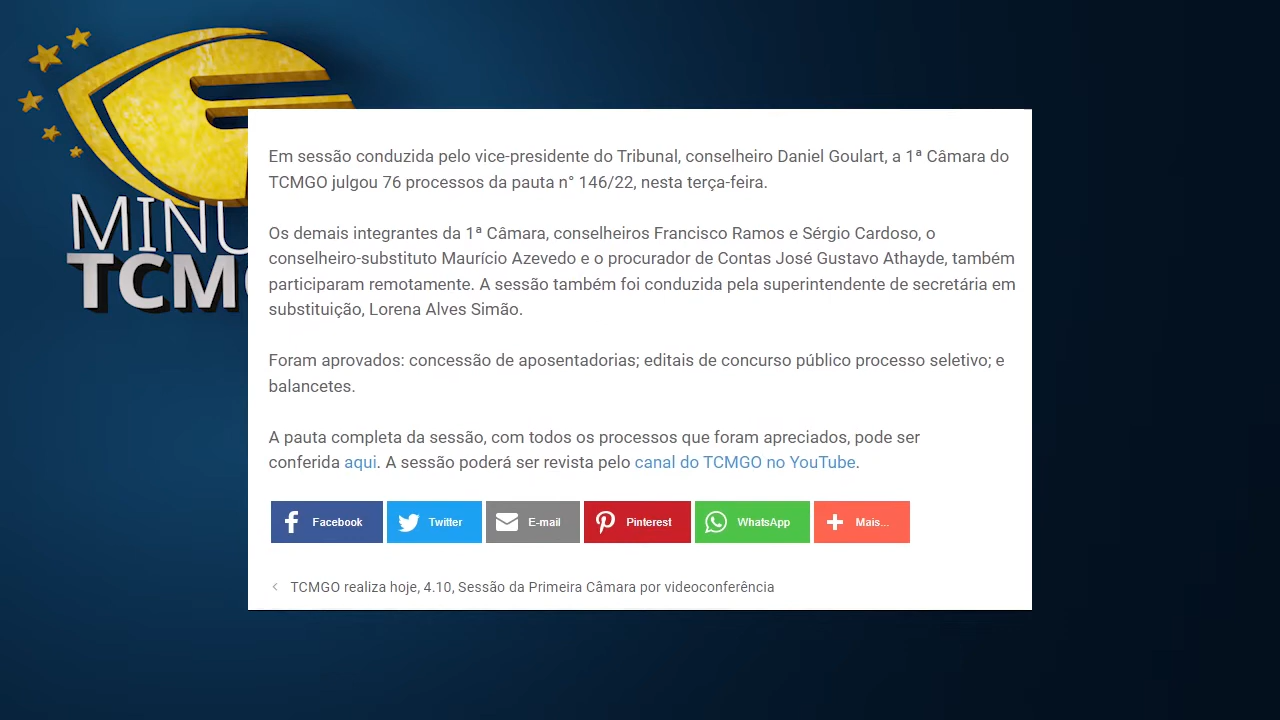 MINU
TCM
Em sessão conduzida pelo vice-presidente do Tribunal, conselheiro Daniel Goulart, a 1ª Câmara do
TCMGO julgou 76 processos da pauta n° 146/22, nesta terça-feira.
Os demais integrantes da 1ª Câmara, conselheiros Francisco Ramos e Sérgio Cardoso, o
conselheiro-substituto Maurício Azevedo e o procurador de Contas José Gustavo Athayde, também
participaram remotamente. A sessão também foi conduzida pela superintendente de secretária em
substituição, Lorena Alves Simão.
Foram aprovados: concessão de aposentadorias; editais de concurso público processo seletivo; e
balancetes.
A pauta completa da sessão, com todos os processos que foram apreciados, pode ser
conferida aqui. A sessão poderá ser revista pelo canal do TCMGO no YouTube.
Facebook Twitter E-mail Pinterest WhatsApp Mais...
TCMGO realiza hoje, 4.10, Sessão da Primeira Câmara por videoconferência